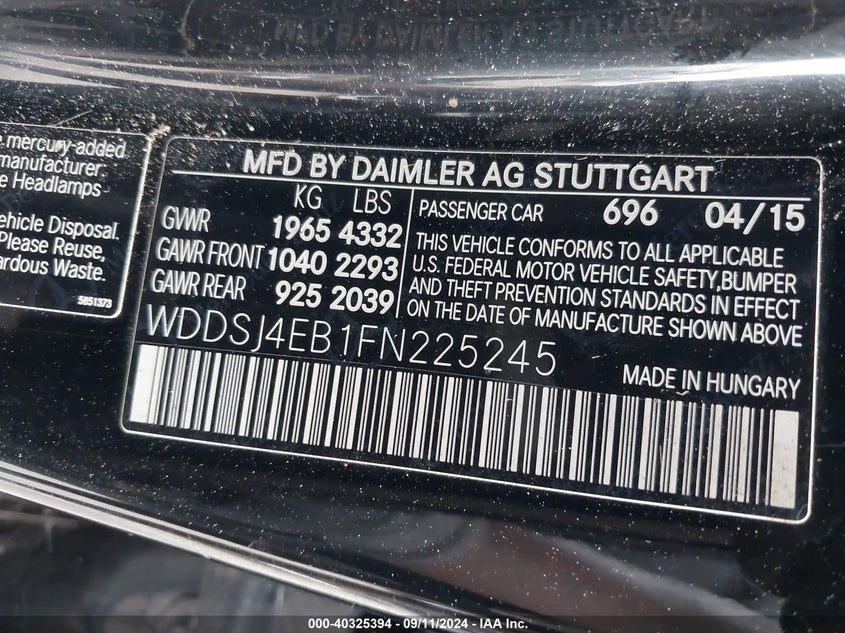 mercury added
manufacturer
Headlamps
Vehicle Disposal.
Please Reuse,
Hazardous Waste.
5851373
MFD BY DAIMLER AG STUTTGART
KG LBS
GVWR 1965 4332
GAWR FRONT 1040 2293
GAWR REAR 925 2039
PASSENGER CAR 696 04/15
THIS VEHICLE CONFORMS TO ALL APPLICABLE
U.S. FEDERAL MOTOR VEHICLE SAFETY,BUMPER
AND THEFT PREVENTION STANDARDS IN EFFECT
ON THE DATE OF MANUFACTURE SHOWN ABOVE
WDDSJ4EB1FN225245
MADE IN HUNGARY
000-40325394 - 09/11/2024 - IAA Inc.